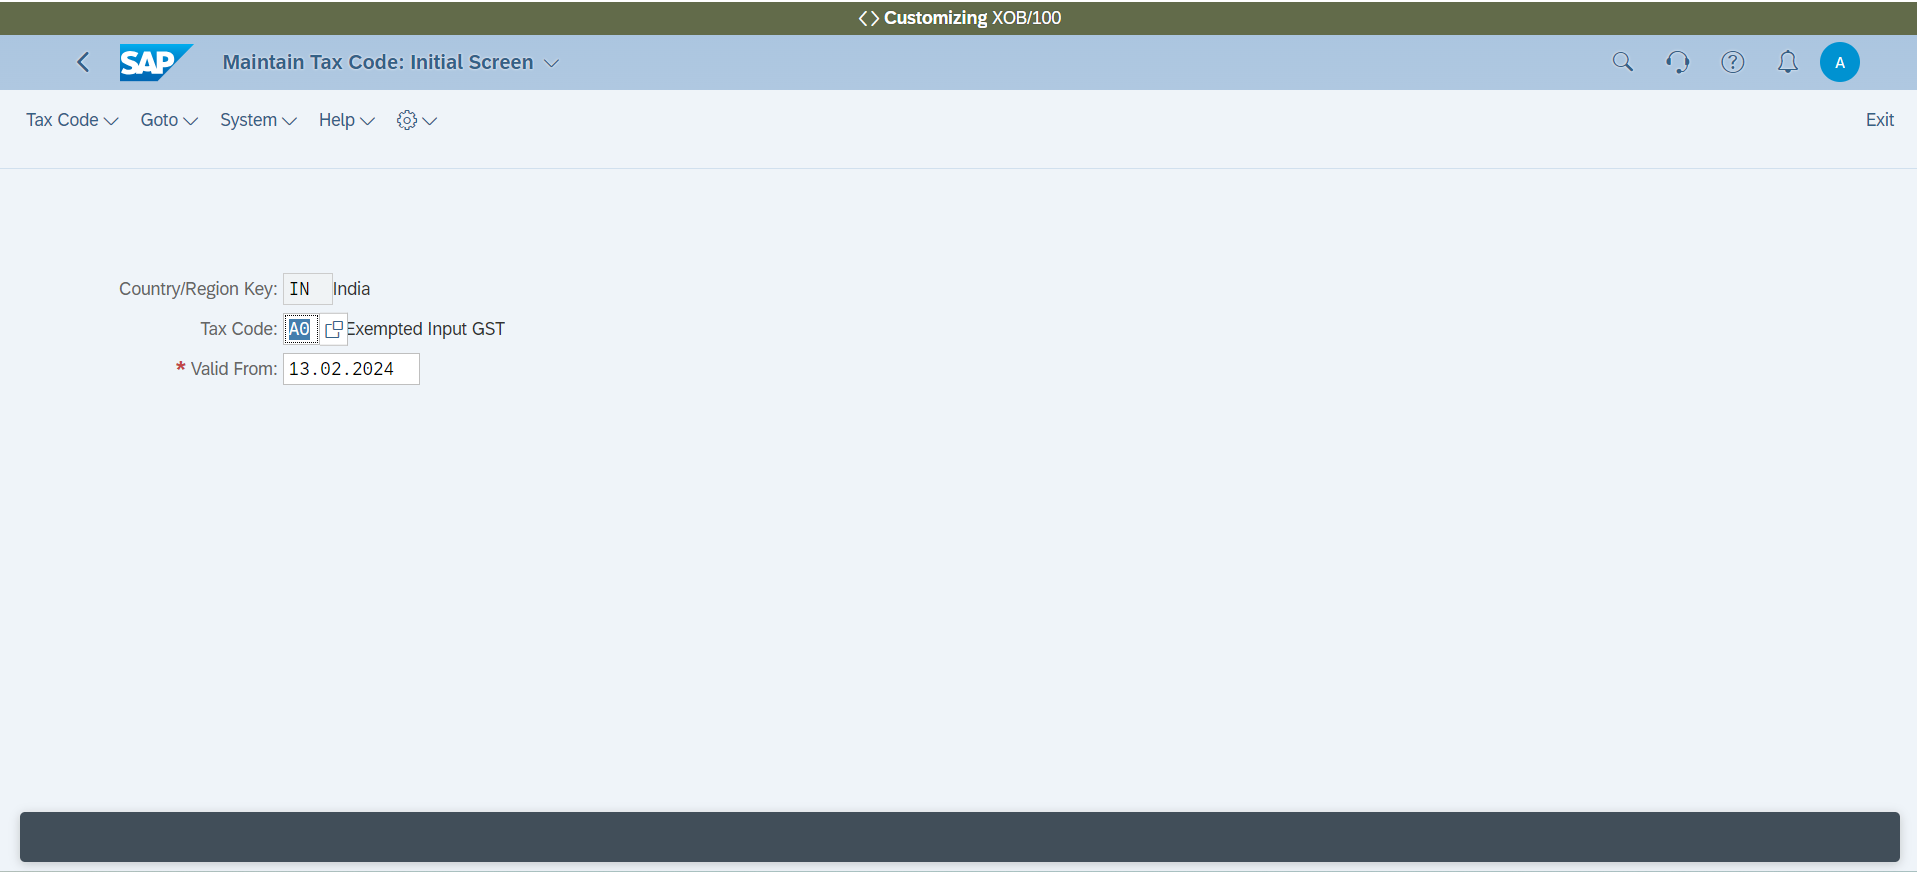 Customizing XOB/100
SAP Maintain Tax Code: Initial Screen A
Tax Code Goto System Help Exit
Country/Region Key: IN India
Tax Code: A0 Exempted Input GST
* Valid From: 13.02.2024